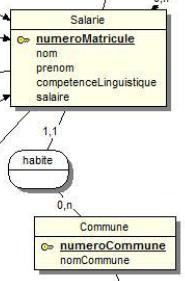 Salarie
numeroMatricule
nom
prenom
competenceLinguistique
salaire
1,1
habite
0,n
Commune
numeroCommune
nomCommune